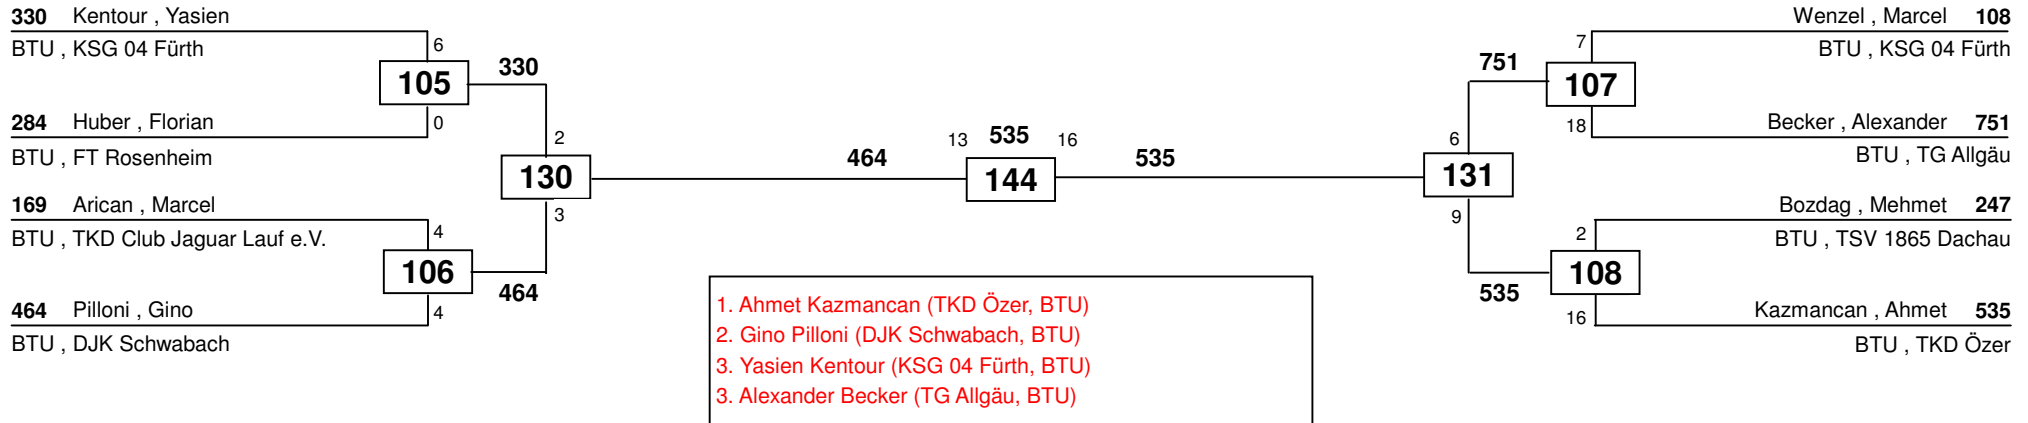 330 Kentour , Yasien
BTU , KSG 04 Fürth
6
105
330
0
284 Huber , Florian
BTU , FT Rosenheim
2
130
3
169 Arican , Marcel
BTU , TKD Club Jaguar Lauf e.V.
4
106
464
4
464 Pilloni , Gino
BTU , DJK Schwabach
464
13 535 16
144
535
Wenzel , Marcel 108
BTU , KSG 04 Fürth
7
751
107
18
Becker , Alexander 751
BTU , TG Allgäu
6
131
9
Bozdag , Mehmet 247
BTU , TSV 1865 Dachau
2
108
535
16
Kazmancan , Ahmet 535
BTU , TKD Özer
1. Ahmet Kazmancan (TKD Özer, BTU)
2. Gino Pilloni (DJK Schwabach, BTU)
3. Yasien Kentour (KSG 04 Fürth, BTU)
3. Alexander Becker (TG Allgäu, BTU)